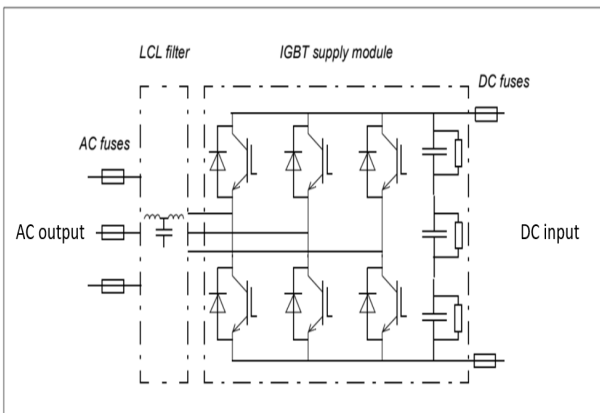 LCL filter
IGBT supply module
DC fuses
AC fuses
AC output
DC input